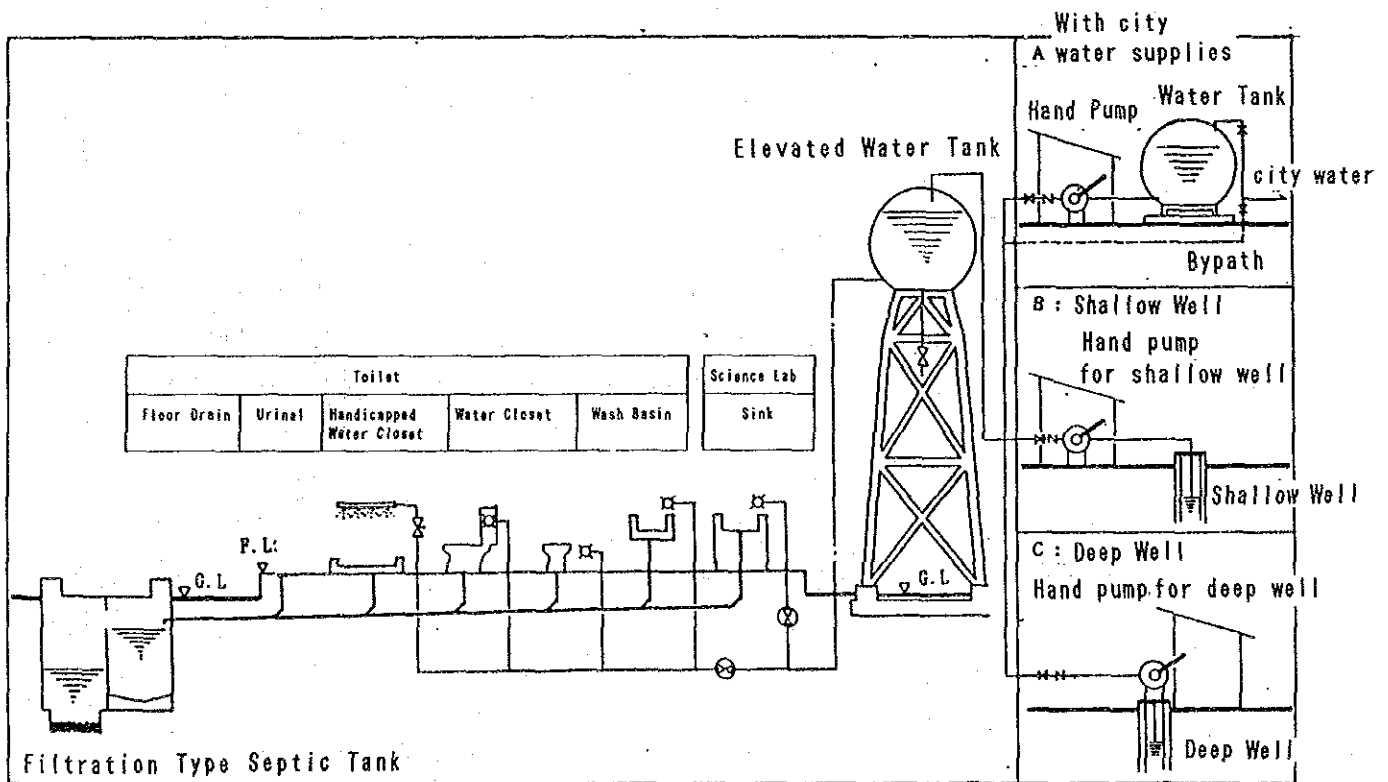 With city
A water supplies
Hand Pump
Water Tank
city water
Bypath
Elevated Water Tank
B : Shallow Well
Hand pump
for shallow well
Shallow Well
C : Deep Well
Hand pump for deep well
Deep Well
Toilet
Science Lab
Floor Drain
Urinal
Handicapped
Water Closet
Water Closet
Wash Basin
Sink
F. L:
G. L
G. L
Filtration Type Septic Tank